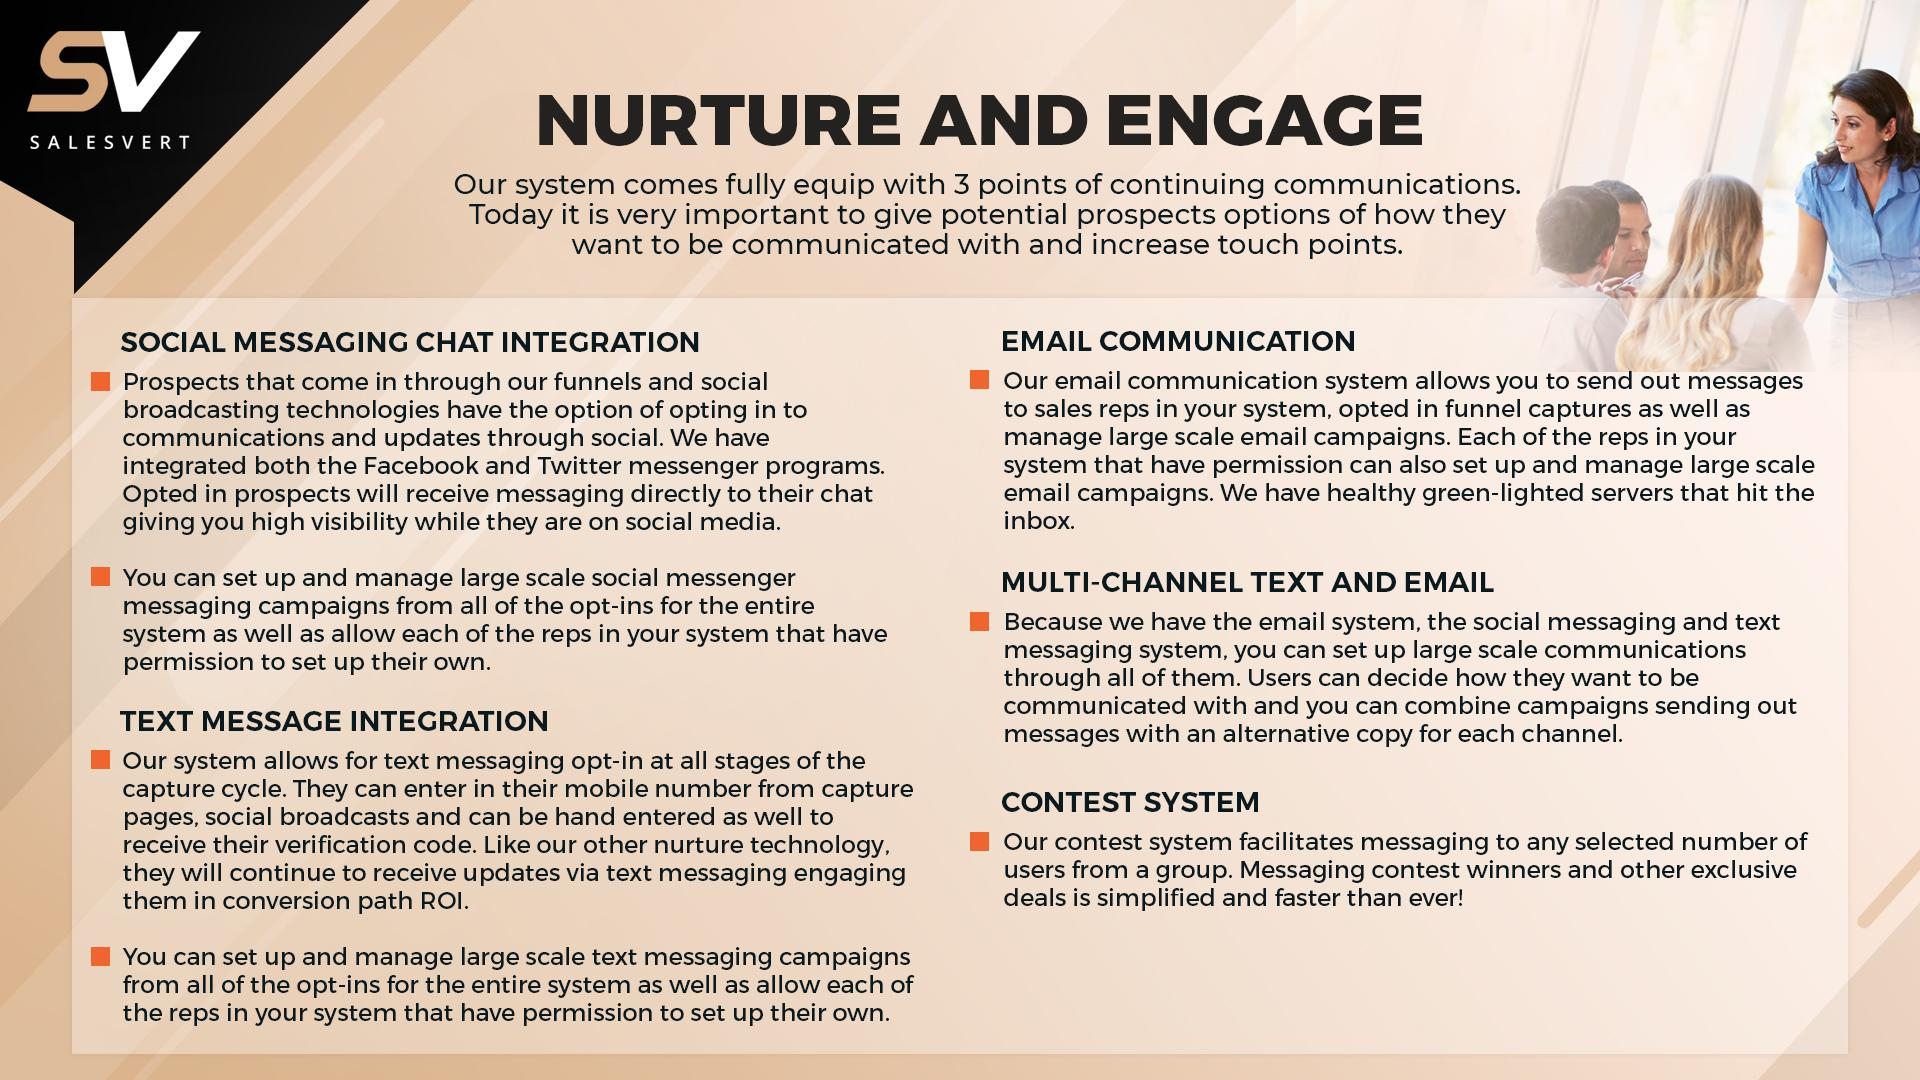 SV
SALESVERT
NURTURE AND ENGAGE
Our system comes fully equip with 3 points of continuing communications.
Today it is very important to give potential prospects options of how they
want to be communicated with and increase touch points.
SOCIAL MESSAGING CHAT INTEGRATION
Prospects that come in through our funnels and social
broadcasting technologies have the option of opting in to
communications and updates through social. We have
integrated both the Facebook and Twitter messenger programs.
Opted in prospects will receive messaging directly to their chat
giving you high visibility while they are on social media.
You can set up and manage large scale social messenger
messaging campaigns from all of the opt-ins for the entire
system as well as allow each of the reps in your system that have
permission to set up their own.
TEXT MESSAGE INTEGRATION
Our system allows for text messaging opt-in at all stages of the
capture cycle. They can enter in their mobile number from capture
pages, social broadcasts and can be hand entered as well to
receive their verification code. Like our other nurture technology,
they will continue to receive updates via text messaging engaging
them in conversion path ROI.
You can set up and manage large scale text messaging campaigns
from all of the opt-ins for the entire system as well as allow each of
the reps in your system that have permission to set up their own.
EMAIL COMMUNICATION
Our email communication system allows you to send out messages
to sales reps in your system, opted in funnel captures as well as
manage large scale email campaigns. Each of the reps in your
system that have permission can also set up and manage large scale
email campaigns. We have healthy green-lighted servers that hit the
inbox.
MULTI-CHANNEL TEXT AND EMAIL
Because we have the email system, the social messaging and text
messaging system, you can set up large scale communications
through all of them. Users can decide how they want to be
communicated with and you can combine campaigns sending out
messages with an alternative copy for each channel.
CONTEST SYSTEM
Our contest system facilitates messaging to any selected number of
users from a group. Messaging contest winners and other exclusive
deals is simplified and faster than ever!